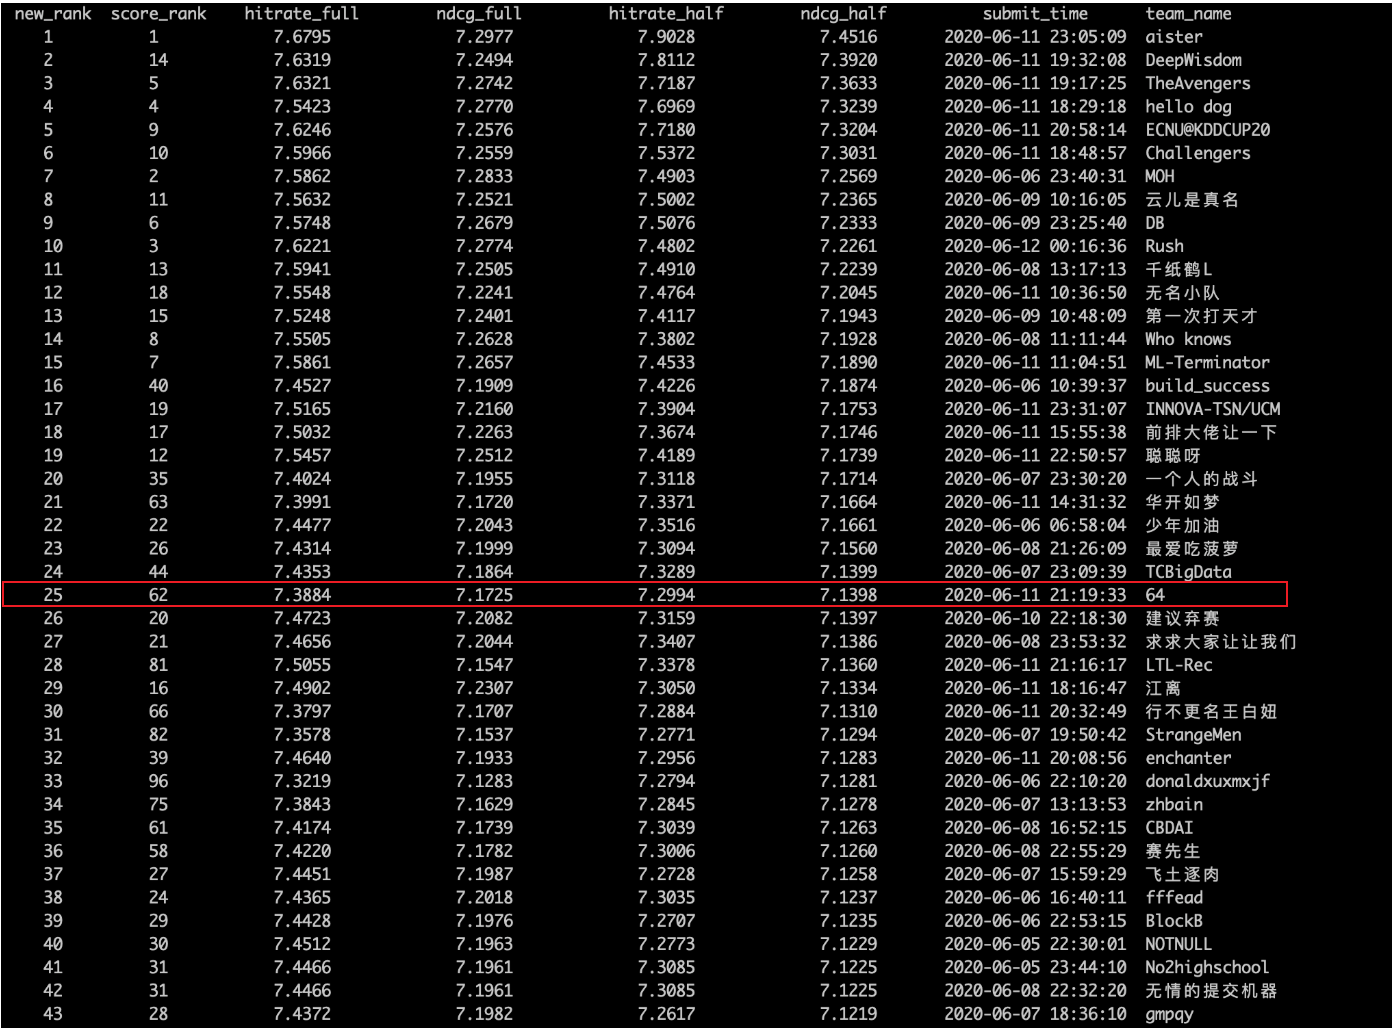 new_rank score_rank hitrate_full ndcg_full hitrate_half ndcg_half submit_time team_name
1 1 7.6795 7.2977 7.9028 7.4516 2020-06-11 23:05:09 aister
2 14 7.6319 7.2494 7.8112 7.3920 2020-06-11 19:32:08 DeepWisdom
3 5 7.6321 7.2742 7.7187 7.3633 2020-06-11 19:17:25 TheAvengers
4 4 7.5423 7.2770 7.6969 7.3239 2020-06-11 18:29:18 hello dog
5 9 7.6246 7.2576 7.7180 7.3204 2020-06-11 20:58:14 ECNU@KDDCUP20
6 10 7.5966 7.2559 7.5372 7.3031 2020-06-11 18:48:57 Challengers
7 2 7.5862 7.2833 7.4903 7.2569 2020-06-06 23:40:31 MOH
8 11 7.5632 7.2521 7.5002 7.2365 2020-06-09 10:16:05 云儿是真名
9 6 7.5748 7.2679 7.5076 7.2333 2020-06-09 23:25:40 DB
10 3 7.6221 7.2774 7.4802 7.2261 2020-06-12 00:16:36 Rush
11 13 7.5941 7.2505 7.4910 7.2239 2020-06-08 13:17:13 千纸鹤L
12 18 7.5548 7.2241 7.4764 7.2045 2020-06-11 10:36:50 无名小队
13 15 7.5248 7.2401 7.4117 7.1943 2020-06-09 10:48:09 第一次打天才
14 8 7.5505 7.2628 7.3802 7.1928 2020-06-08 11:11:44 Who knows
15 7 7.5861 7.2657 7.4533 7.1890 2020-06-11 11:04:51 ML-Terminator
16 40 7.4527 7.1909 7.4226 7.1874 2020-06-06 10:39:37 build_success
17 19 7.5165 7.2160 7.3904 7.1753 2020-06-11 23:31:07 INNOVA-TSN/UCM
18 17 7.5032 7.2263 7.3674 7.1746 2020-06-11 15:55:38 前排大佬让一下
19 12 7.5457 7.2512 7.4189 7.1739 2020-06-11 22:50:57 聪聪呀
20 35 7.4024 7.1955 7.3118 7.1714 2020-06-07 23:30:20 一个人的战斗
21 63 7.3991 7.1720 7.3371 7.1664 2020-06-11 14:31:32 华开如梦
22 22 7.4477 7.2043 7.3516 7.1661 2020-06-06 06:58:04 少年加油
23 26 7.4314 7.1999 7.3094 7.1560 2020-06-08 21:26:09 最爱吃菠萝
24 44 7.4353 7.1864 7.3289 7.1399 2020-06-07 23:09:39 TCBigData
25 62 7.3884 7.1725 7.2994 7.1398 2020-06-11 21:19:33 64
26 20 7.4723 7.2082 7.3159 7.1397 2020-06-10 22:18:30 建议弃赛
27 21 7.4656 7.2044 7.3407 7.1386 2020-06-08 23:53:32 求求大家让让我们
28 81 7.5055 7.1547 7.3378 7.1360 2020-06-11 21:16:17 LTL-Rec
29 16 7.4902 7.2307 7.3050 7.1334 2020-06-11 18:16:47 江离
30 66 7.3797 7.1707 7.2884 7.1310 2020-06-11 20:32:49 行不更名王白妞
31 82 7.3578 7.1537 7.2771 7.1294 2020-06-07 19:50:42 StrangeMen
32 39 7.4640 7.1933 7.2956 7.1283 2020-06-11 20:08:56 enchanter
33 96 7.3219 7.1283 7.2794 7.1281 2020-06-06 22:10:20 donaldxuxmxjf
34 75 7.3843 7.1629 7.2845 7.1278 2020-06-07 13:13:53 zhbain
35 61 7.4174 7.1739 7.3039 7.1263 2020-06-08 16:52:15 CBDAI
36 58 7.4220 7.1782 7.3006 7.1260 2020-06-08 22:55:29 赛先生
37 27 7.4451 7.1987 7.2728 7.1258 2020-06-07 15:59:29 飞土逐肉
38 24 7.4365 7.2018 7.3035 7.1237 2020-06-06 16:40:11 fffead
39 29 7.4428 7.1976 7.2707 7.1235 2020-06-06 22:53:15 BlockB
40 30 7.4512 7.1963 7.2773 7.1229 2020-06-05 22:30:01 NOTNULL
41 31 7.4466 7.1961 7.3085 7.1225 2020-06-05 23:44:10 No2highschool
42 31 7.4466 7.1961 7.3085 7.1225 2020-06-08 22:32:20 无情的提交机器
43 28 7.4372 7.1982 7.2617 7.1219 2020-06-07 18:36:10 gmpqy